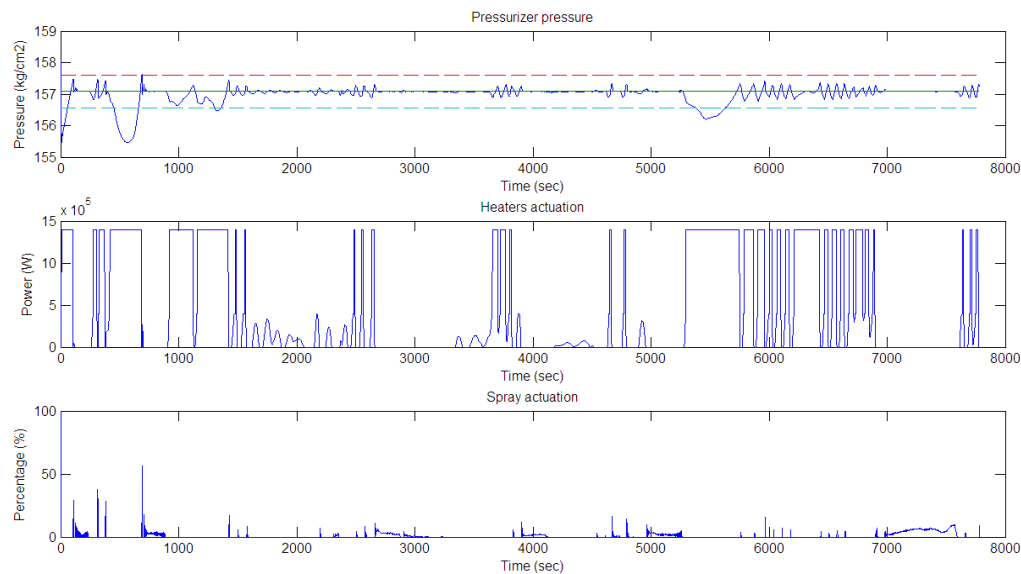 Pressurizer pressure
159
158
157
156
155
Pressure (kg/cm2)
0 1000 2000 3000 4000 5000 6000 7000 8000
Time (sec)
Heaters actuation
x 10^5
15
10
5
0
Power (W)
0 1000 2000 3000 4000 5000 6000 7000 8000
Time (sec)
Spray actuation
100
50
0
Percentage (%)
0 1000 2000 3000 4000 5000 6000 7000 8000
Time (sec)